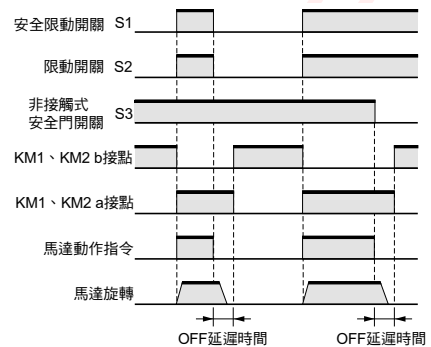 安全限動開關 S1
限動開關 S2
非接觸式
安全門開關 S3
KM1、KM2 b接點
KM1、KM2 a接點
馬達動作指令
馬達旋轉
OFF延遲時間 OFF延遲時間